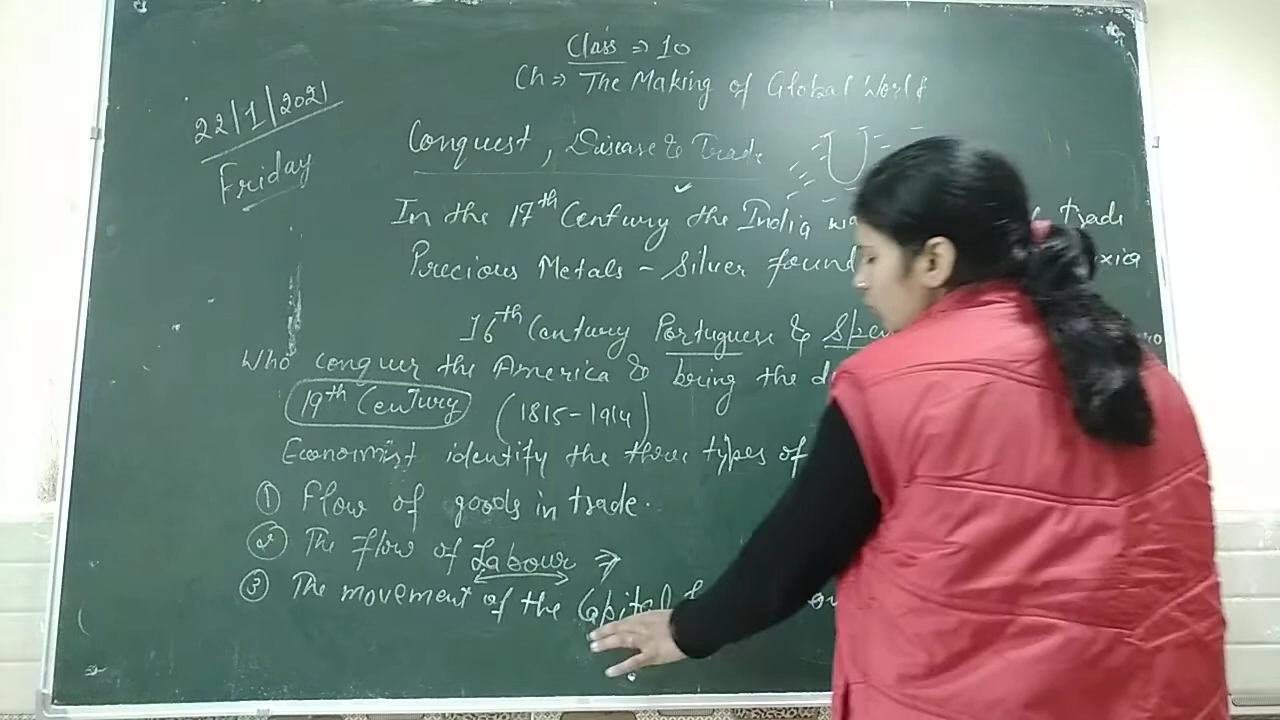 Class ⇒ 10
Ch ⇒ The Making of Global World
22/1/2021
Friday
Conquest, Disease & Trade
In the 17th Century the India wa trade
Precious Metals - Silver found
16th Century Portuguese &
Who conquer the America & bring the
19th Century (1815-1914)
Economist identify the three types of
① Flow of goods in trade.
② The flow of Labour ⇒
③ The movement of the Capital